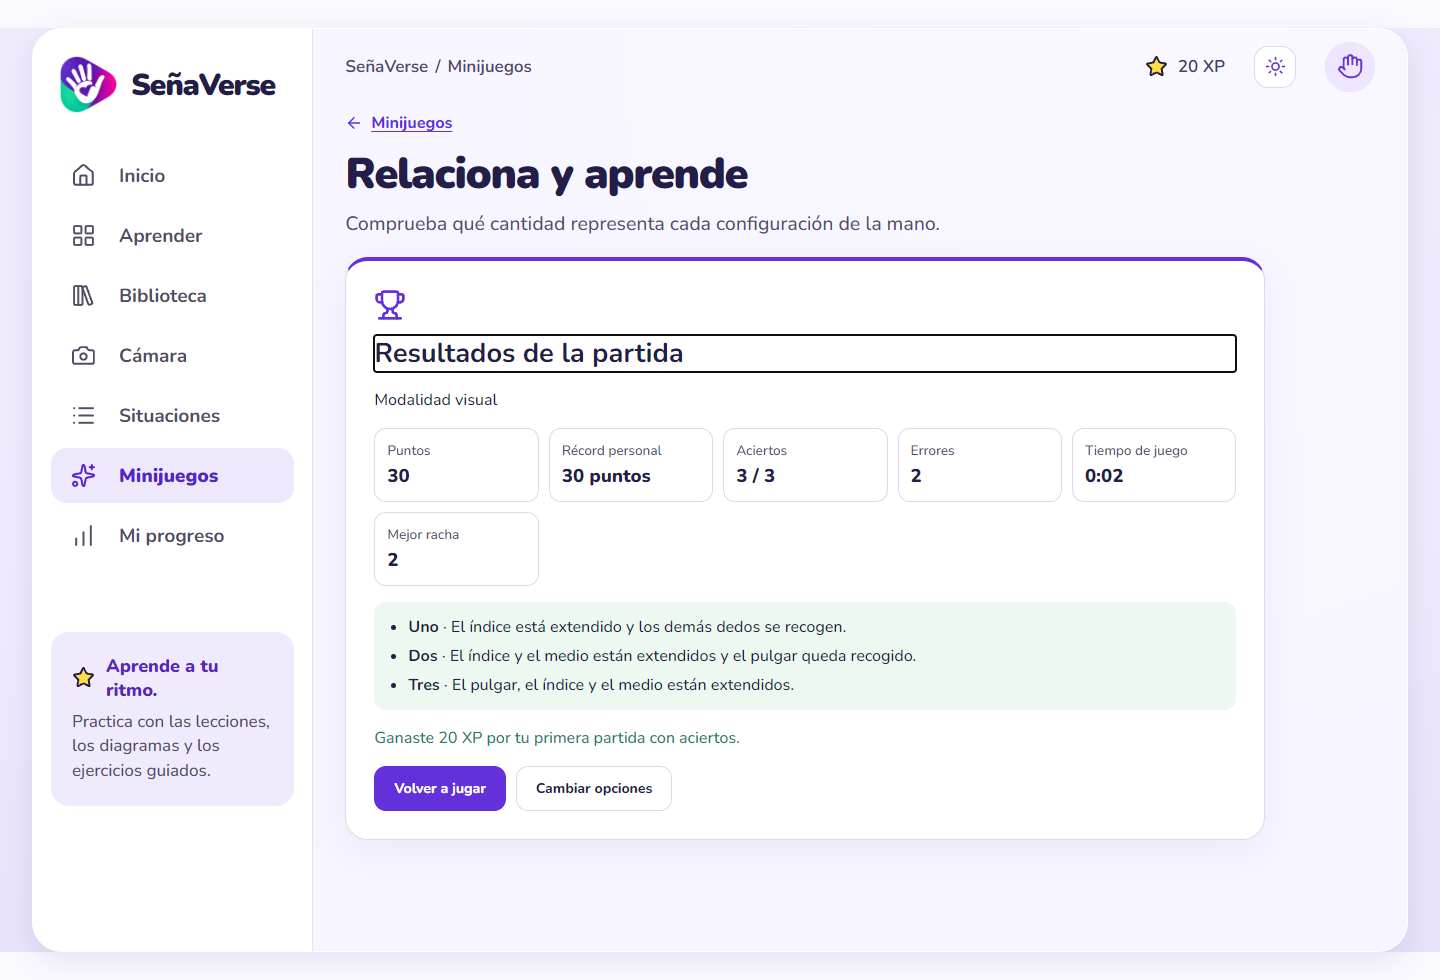 SeñaVerse
Inicio
Aprender
Biblioteca
Cámara
Situaciones
Minijuegos
Mi progreso
Aprende a tu
ritmo.
Practica con las lecciones,
los diagramas y los
ejercicios guiados.
SeñaVerse / Minijuegos
20 XP
Minijuegos
Relaciona y aprende
Comprueba qué cantidad representa cada configuración de la mano.
Resultados de la partida
Modalidad visual
Puntos
30
Récord personal
30 puntos
Aciertos
3 / 3
Errores
2
Tiempo de juego
0:02
Mejor racha
2
Uno · El índice está extendido y los demás dedos se recogen.
Dos · El índice y el medio están extendidos y el pulgar queda recogido.
Tres · El pulgar, el índice y el medio están extendidos.
Ganaste 20 XP por tu primera partida con aciertos.
Volver a jugar
Cambiar opciones